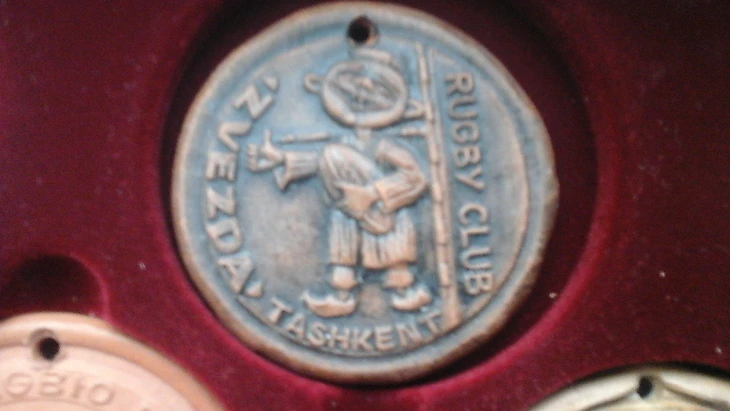 'ZVEZDA'
TASHKENT
RUGBY CLUB